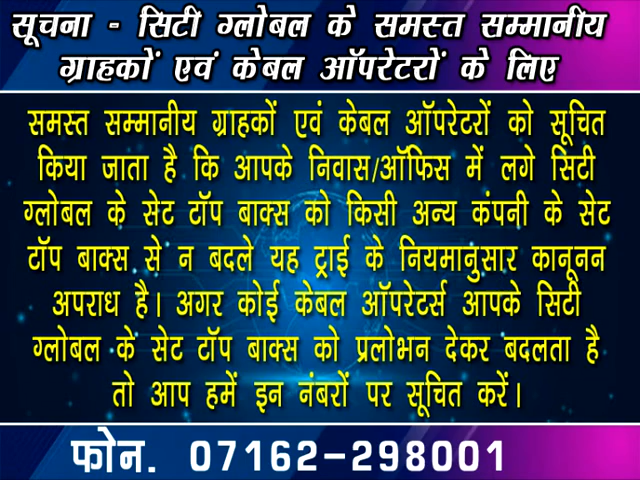 सूचना - सिटी ग्लोबल के समस्त सम्मानीय
ग्राहकों एवं केबल ऑपरेटरों के लिए
समस्त सम्मानीय ग्राहकों एवं केबल ऑपरेटरों को सूचित
किया जाता है कि आपके निवास/ऑफिस में लगे सिटी
ग्लोबल के सेट टॉप बाक्स को किसी अन्य कंपनी के सेट
टॉप बाक्स से न बदले यह ट्राई के नियमानुसार कानूनन
अपराध है। अगर कोई केबल ऑपरेटर्स आपके सिटी
ग्लोबल के सेट टॉप बाक्स को प्रलोभन देकर बदलता है
तो आप हमें इन नंबरों पर सूचित करें।
फोन. 07162-298001